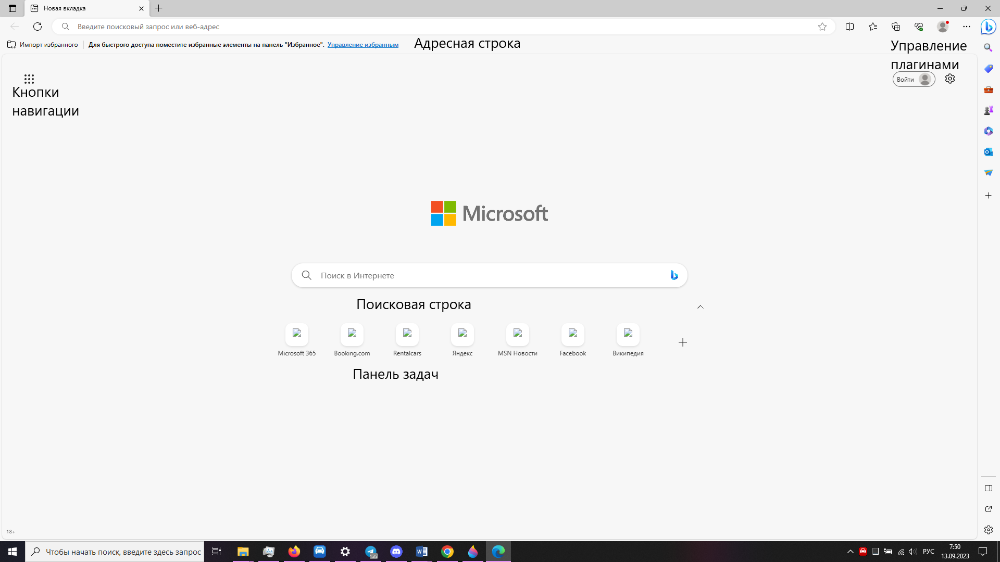 Новая вкладка
Введите поисковый запрос или веб-адрес
Импорт избранного
Для быстрого доступа поместите избранные элементы на панель "Избранное". Управление избранным
Адресная строка
Управление
плагинами
Войти
Кнопки
навигации
Microsoft
Поиск в Интернете
Поисковая строка
Microsoft 365
Booking.com
Rentalcars
Яндекс
MSN Новости
Facebook
Википедия
Панель задач
18+
Чтобы начать поиск, введите здесь запрос
135
РУС
7:50
13.09.2023